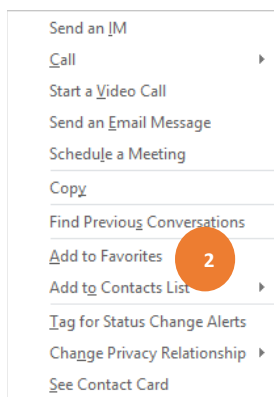 Send an IM
Call
Start a Video Call
Send an Email Message
Schedule a Meeting
Copy
Find Previous Conversations
Add to Favorites
2
Add to Contacts List
Tag for Status Change Alerts
Change Privacy Relationship
See Contact Card